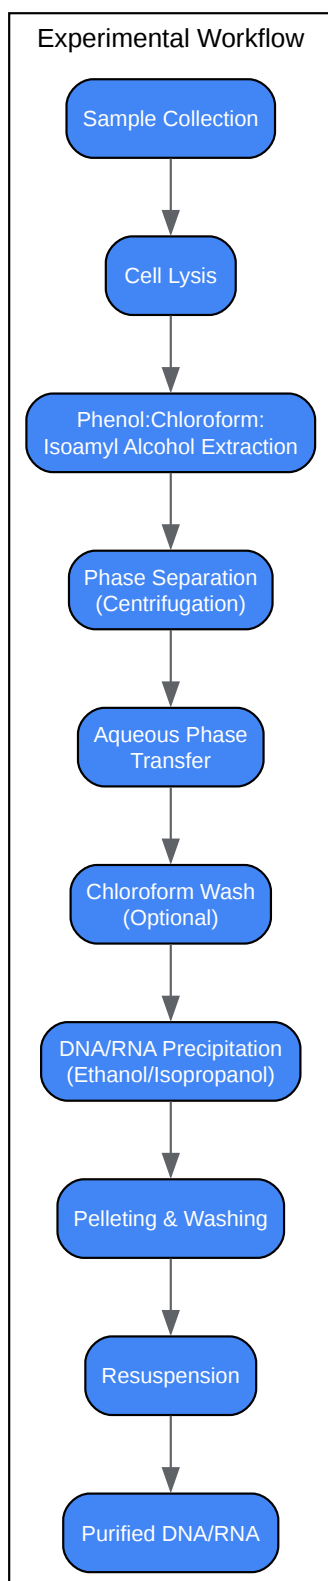 Experimental Workflow
Sample Collection
Cell Lysis
Phenol:Chloroform:
Isoamyl Alcohol Extraction
Phase Separation
(Centrifugation)
Aqueous Phase
Transfer
Chloroform Wash
(Optional)
DNA/RNA Precipitation
(Ethanol/Isopropanol)
Pelleting & Washing
Resuspension
Purified DNA/RNA